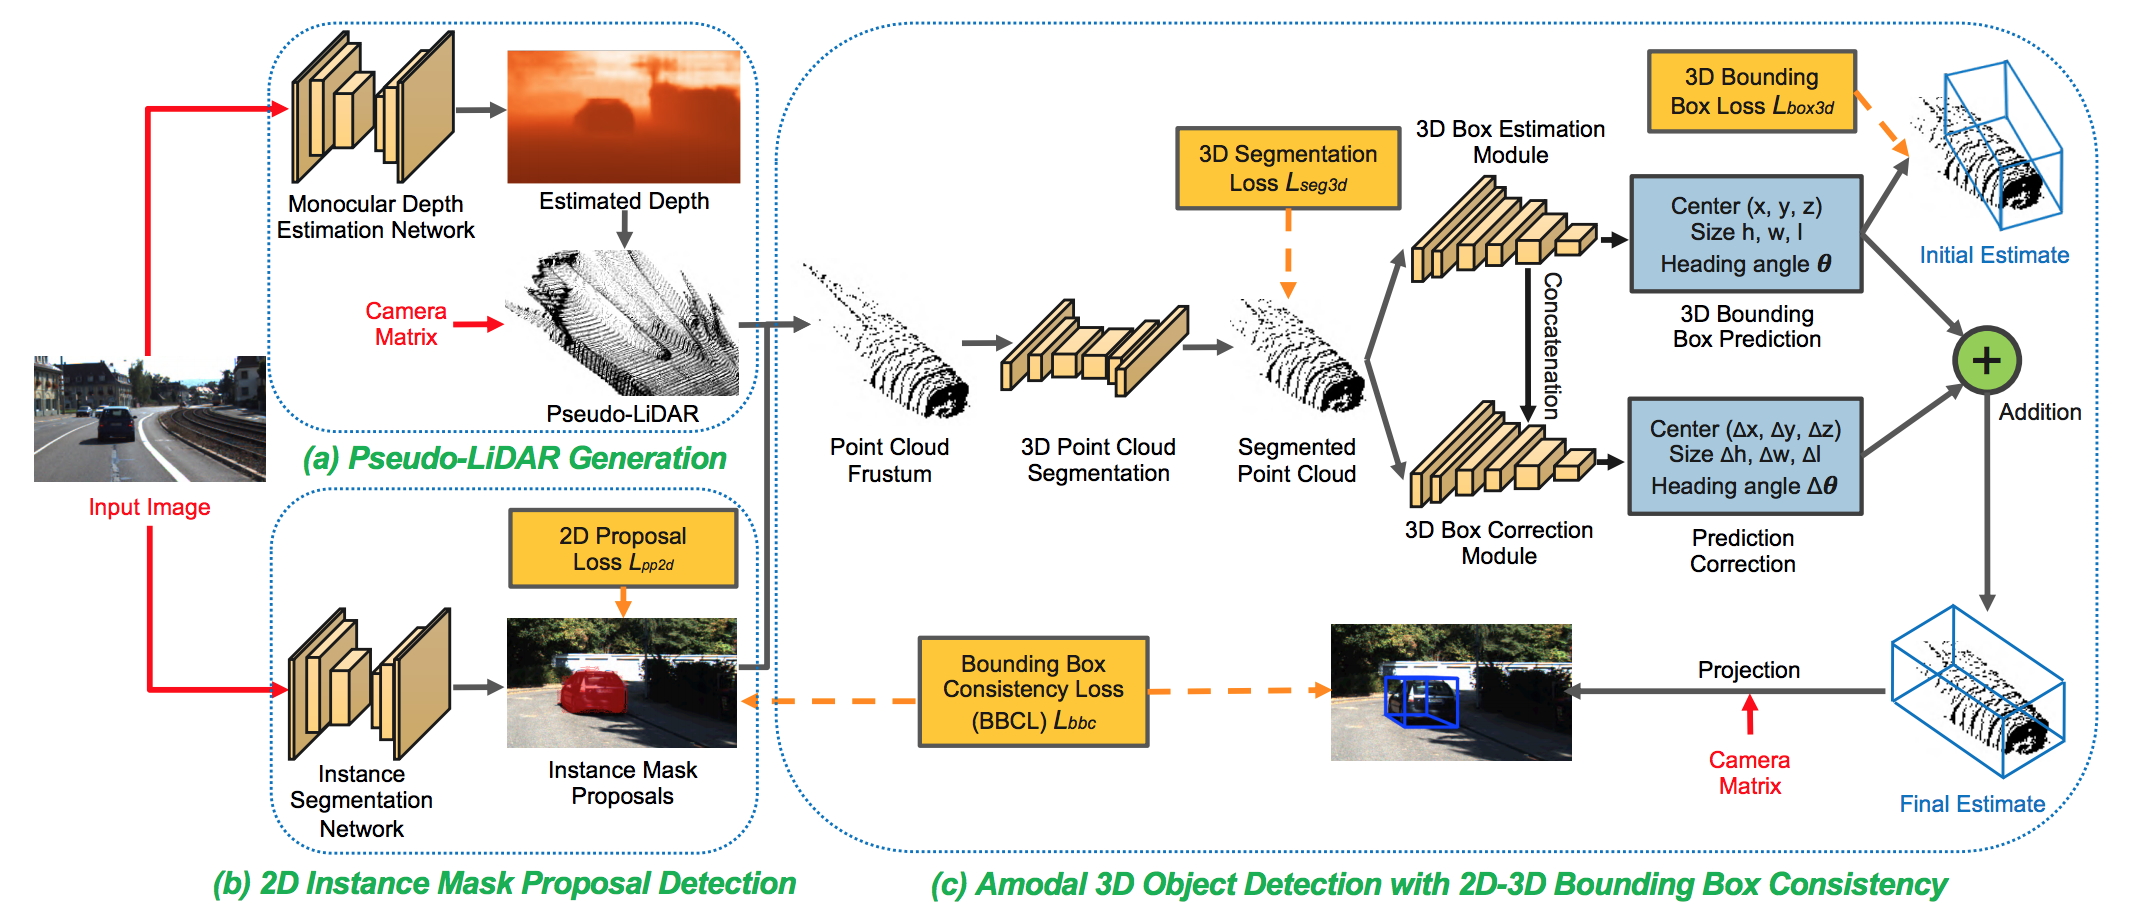 Monocular Depth
Estimation Network
Estimated Depth
Camera
Matrix
Pseudo-LiDAR
(a) Pseudo-LiDAR Generation
Input Image
2D Proposal
Loss Lpp2d
Instance
Segmentation
Network
Instance Mask
Proposals
(b) 2D Instance Mask Proposal Detection
Point Cloud
Frustum
3D Point Cloud
Segmentation
3D Segmentation
Loss Lseg3d
Segmented
Point Cloud
3D Box Estimation
Module
Concatenation
3D Box Correction
Module
3D Bounding
Box Loss Lbox3d
Center (x, y, z)
Size h, w, l
Heading angle θ
3D Bounding
Box Prediction
Initial Estimate
+
Addition
Center (Δx, Δy, Δz)
Size Δh, Δw, Δl
Heading angle Δθ
Prediction
Correction
Bounding Box
Consistency Loss
(BBCL) Lbbc
Projection
Camera
Matrix
Final Estimate
(c) Amodal 3D Object Detection with 2D-3D Bounding Box Consistency